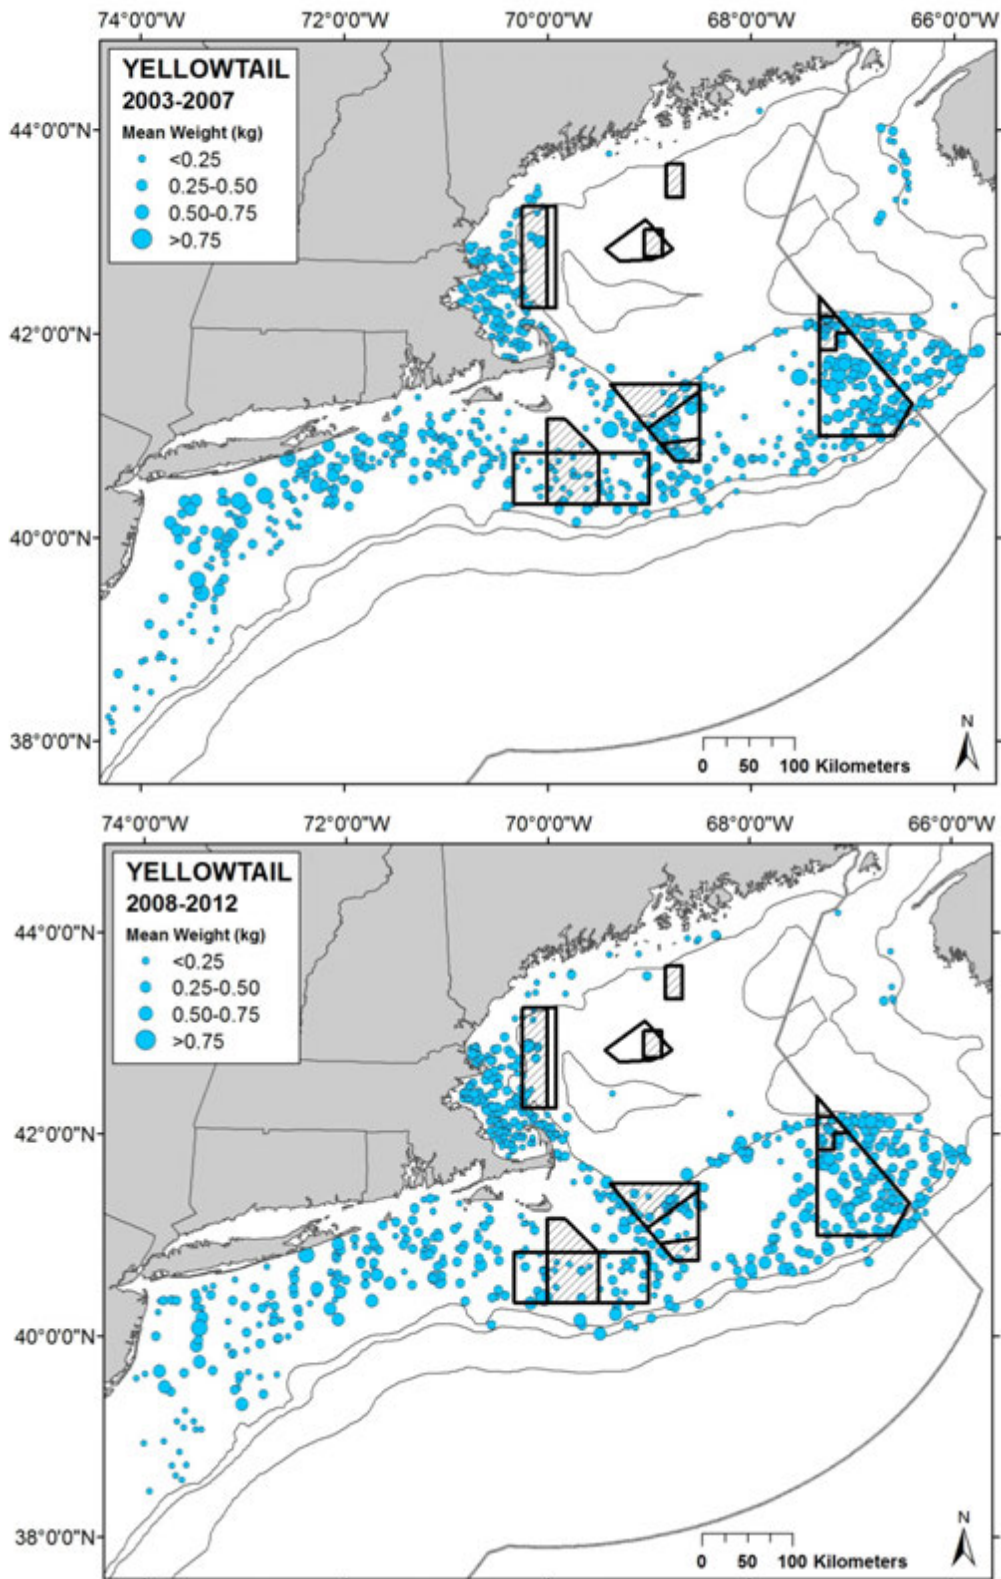 74°0'0"W 72°0'0"W 70°0'0"W 68°0'0"W 66°0'0"W
YELLOWTAIL
2003-2007
Mean Weight (kg)
<0.25
0.25-0.50
0.50-0.75
>0.75
44°0'0"N
42°0'0"N
40°0'0"N
38°0'0"N
N
0 50 100 Kilometers
74°0'0"W 72°0'0"W 70°0'0"W 68°0'0"W 66°0'0"W
YELLOWTAIL
2008-2012
Mean Weight (kg)
<0.25
0.25-0.50
0.50-0.75
>0.75
44°0'0"N
42°0'0"N
40°0'0"N
38°0'0"N
N
0 50 100 Kilometers